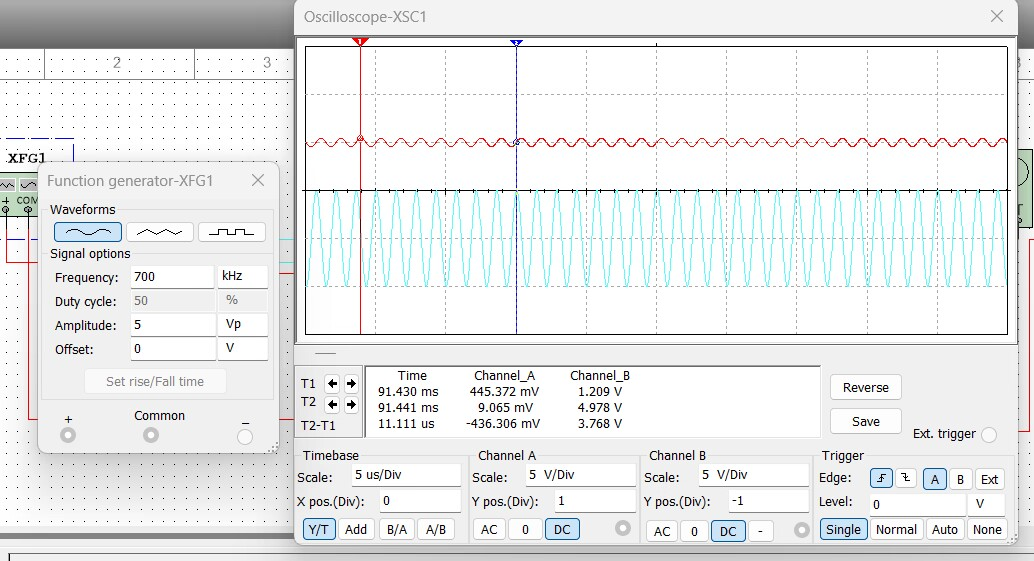 Oscilloscope-XSC1
2
3
XFG1
COM
Function generator-XFG1
Waveforms
Signal options
Frequency: 700 kHz
Duty cycle: 50 %
Amplitude: 5 Vp
Offset: 0 V
Set rise/Fall time
+
Common
–
Time Channel_A Channel_B
T1 91.430 ms 445.372 mV 1.209 V
T2 91.441 ms 9.065 mV 4.978 V
T2-T1 11.111 us -436.306 mV 3.768 V
Reverse
Save
Ext. trigger
Timebase
Scale: 5 us/Div
X pos.(Div): 0
Y/T Add B/A A/B
Channel A
Scale: 5 V/Div
Y pos.(Div): 1
AC 0 DC
Channel B
Scale: 5 V/Div
Y pos.(Div): -1
AC 0 DC -
Trigger
Edge: A B Ext
Level: 0 V
Single Normal Auto None